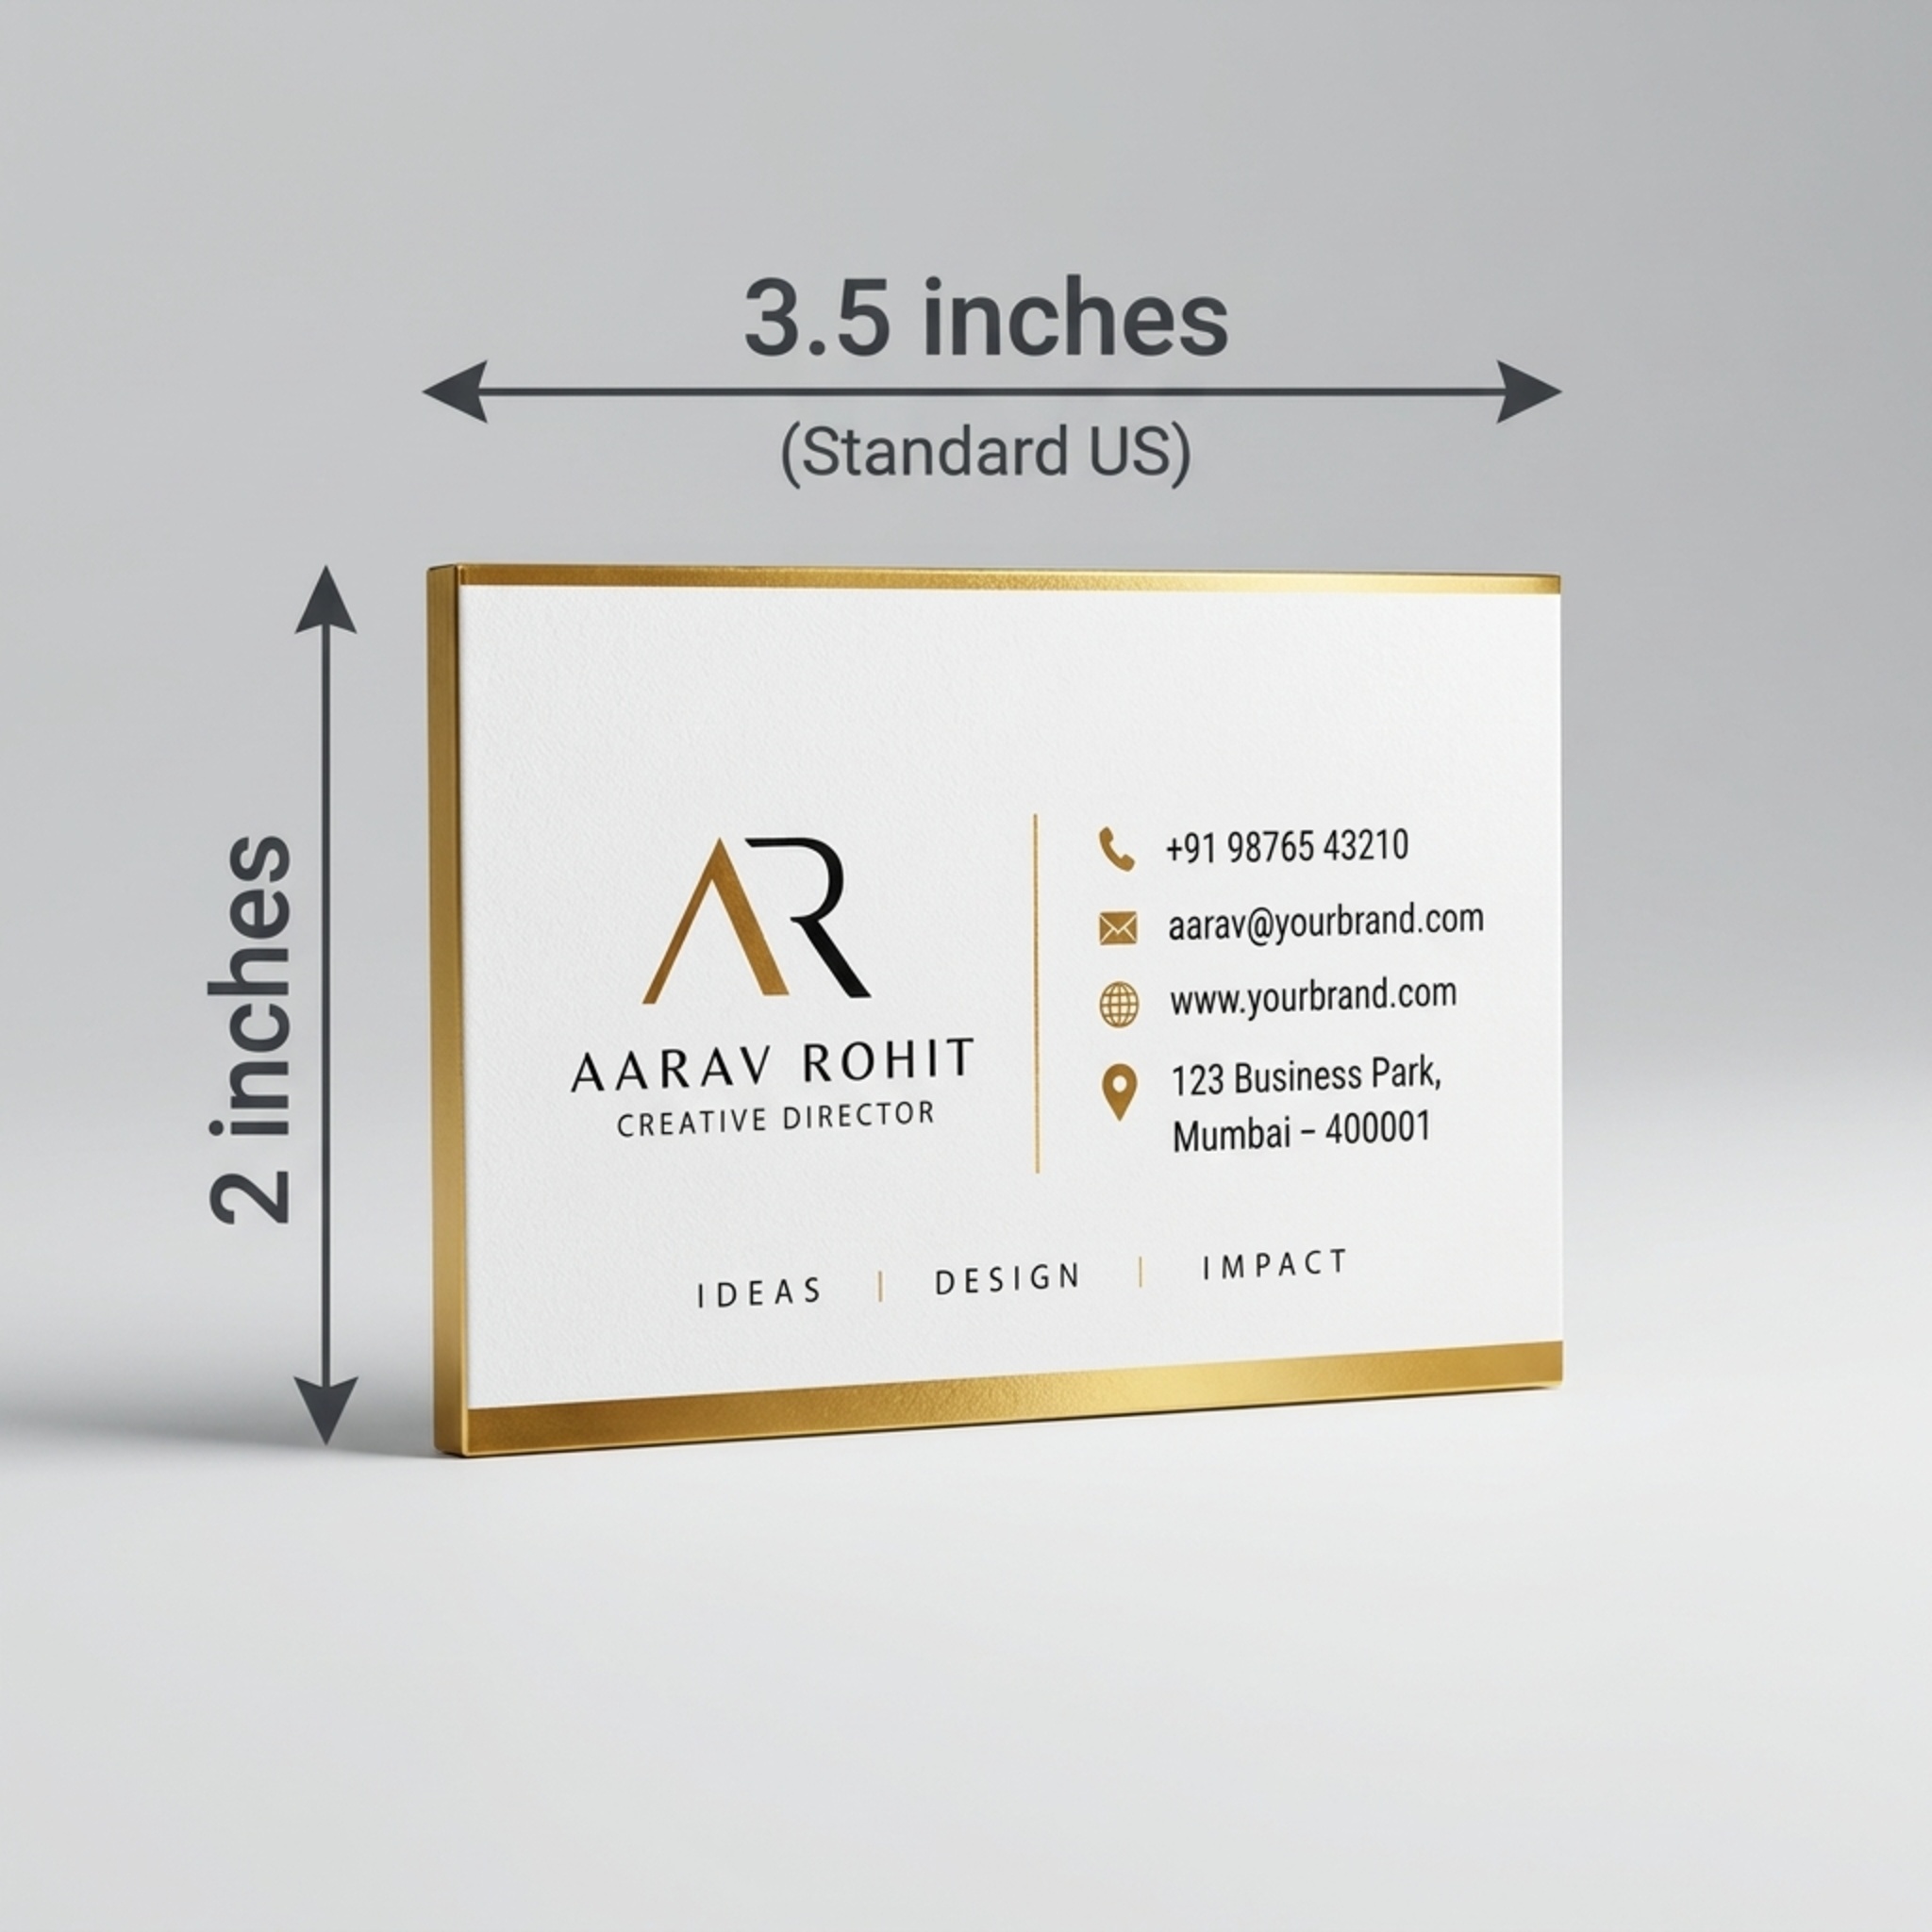 3.5 inches
(Standard US)
2 inches
AR
AARAV ROHIT
CREATIVE DIRECTOR
+91 98765 43210
aarav@yourbrand.com
www.yourbrand.com
123 Business Park,
Mumbai – 400001
IDEAS | DESIGN | IMPACT